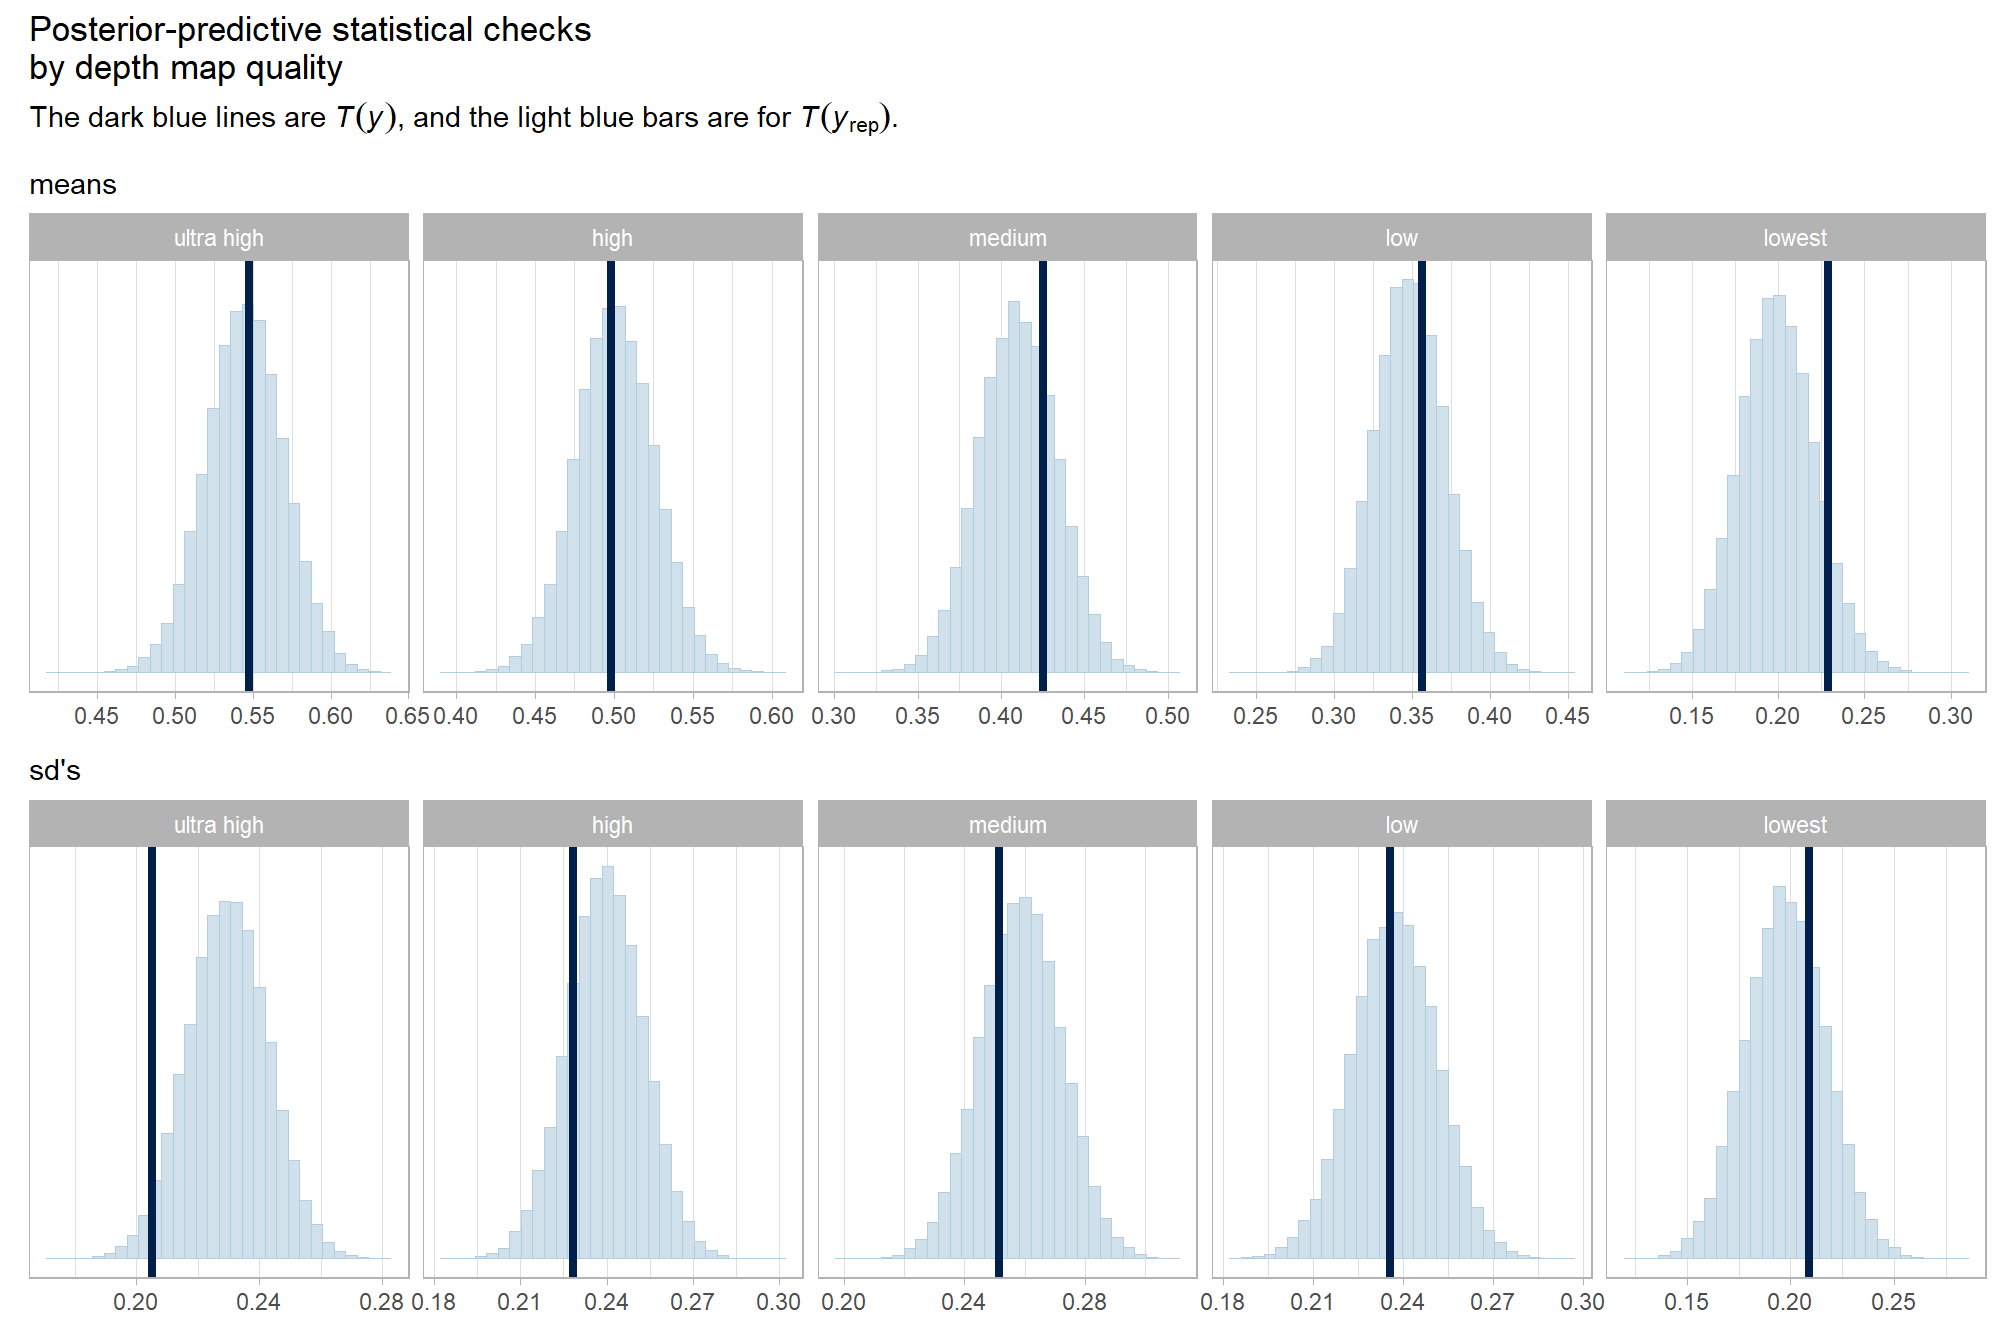 Posterior-predictive statistical checks
by depth map quality
The dark blue lines are T(y), and the light blue bars are for T(y_rep).
means
ultra high high medium low lowest
0.45 0.50 0.55 0.60 0.65 0.40 0.45 0.50 0.55 0.60 0.30 0.35 0.40 0.45 0.50 0.25 0.30 0.35 0.40 0.45 0.15 0.20 0.25 0.30
sd's
ultra high high medium low lowest
0.20 0.24 0.28 0.18 0.21 0.24 0.27 0.30 0.20 0.24 0.28 0.18 0.21 0.24 0.27 0.30 0.15 0.20 0.25